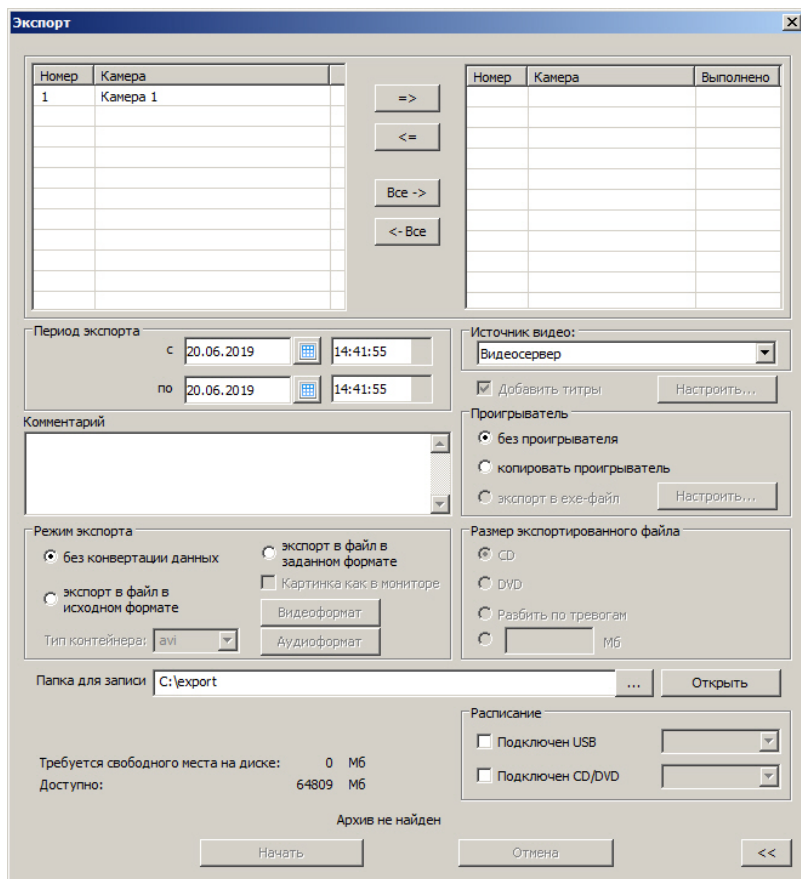 Экспорт
Номер Камера
1 Камера 1
=>
<=
Все ->
<- Все
Номер Камера Выполнено
Период экспорта
с 20.06.2019 14:41:55
по 20.06.2019 14:41:55
Источник видео:
Видеосервер
Добавить титры Настроить...
Комментарий
Проигрыватель
без проигрывателя
копировать проигрыватель
экспорт в exe-файл Настроить...
Режим экспорта
без конвертации данных
экспорт в файл в
исходном формате
Тип контейнера: avi
экспорт в файл в
заданном формате
Картинка как в мониторе
Видеоформат
Аудиоформат
Размер экспортированного файла
CD
DVD
Разбить по тревогам
Мб
Папка для записи C:\export ... Открыть
Расписание
Подключен USB
Подключен CD/DVD
Требуется свободного места на диске: 0 Мб
Доступно: 64809 Мб
Архив не найден
Начать Отмена <<